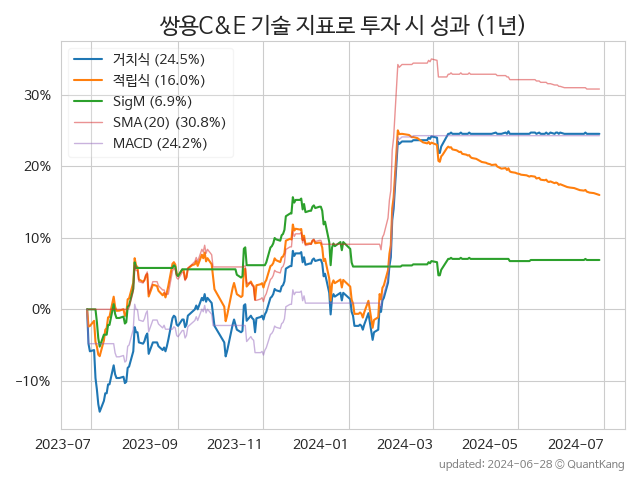 쌍용C&E 기술 지표로 투자 시 성과 (1년)
거치식 (24.5%)
적립식 (16.0%)
SigM (6.9%)
SMA(20) (30.8%)
MACD (24.2%)
30%
20%
10%
0%
−10%
2023-07 2023-09 2023-11 2024-01 2024-03 2024-05 2024-07
updated: 2024-06-28 © QuantKang